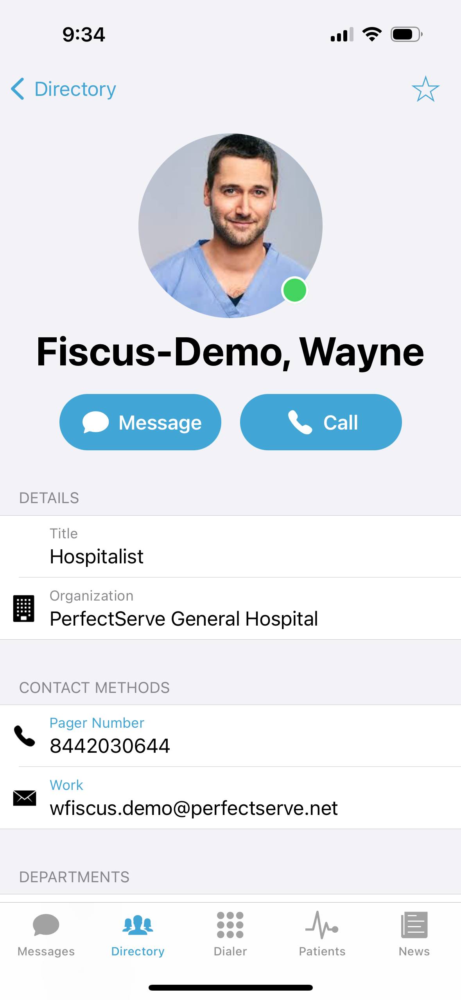 9:34
Directory
Fiscus-Demo, Wayne
Message
Call
DETAILS
Title
Hospitalist
Organization
PerfectServe General Hospital
CONTACT METHODS
Pager Number
8442030644
Work
wfiscus.demo@perfectserve.net
DEPARTMENTS
Messages
Directory
Dialer
Patients
News